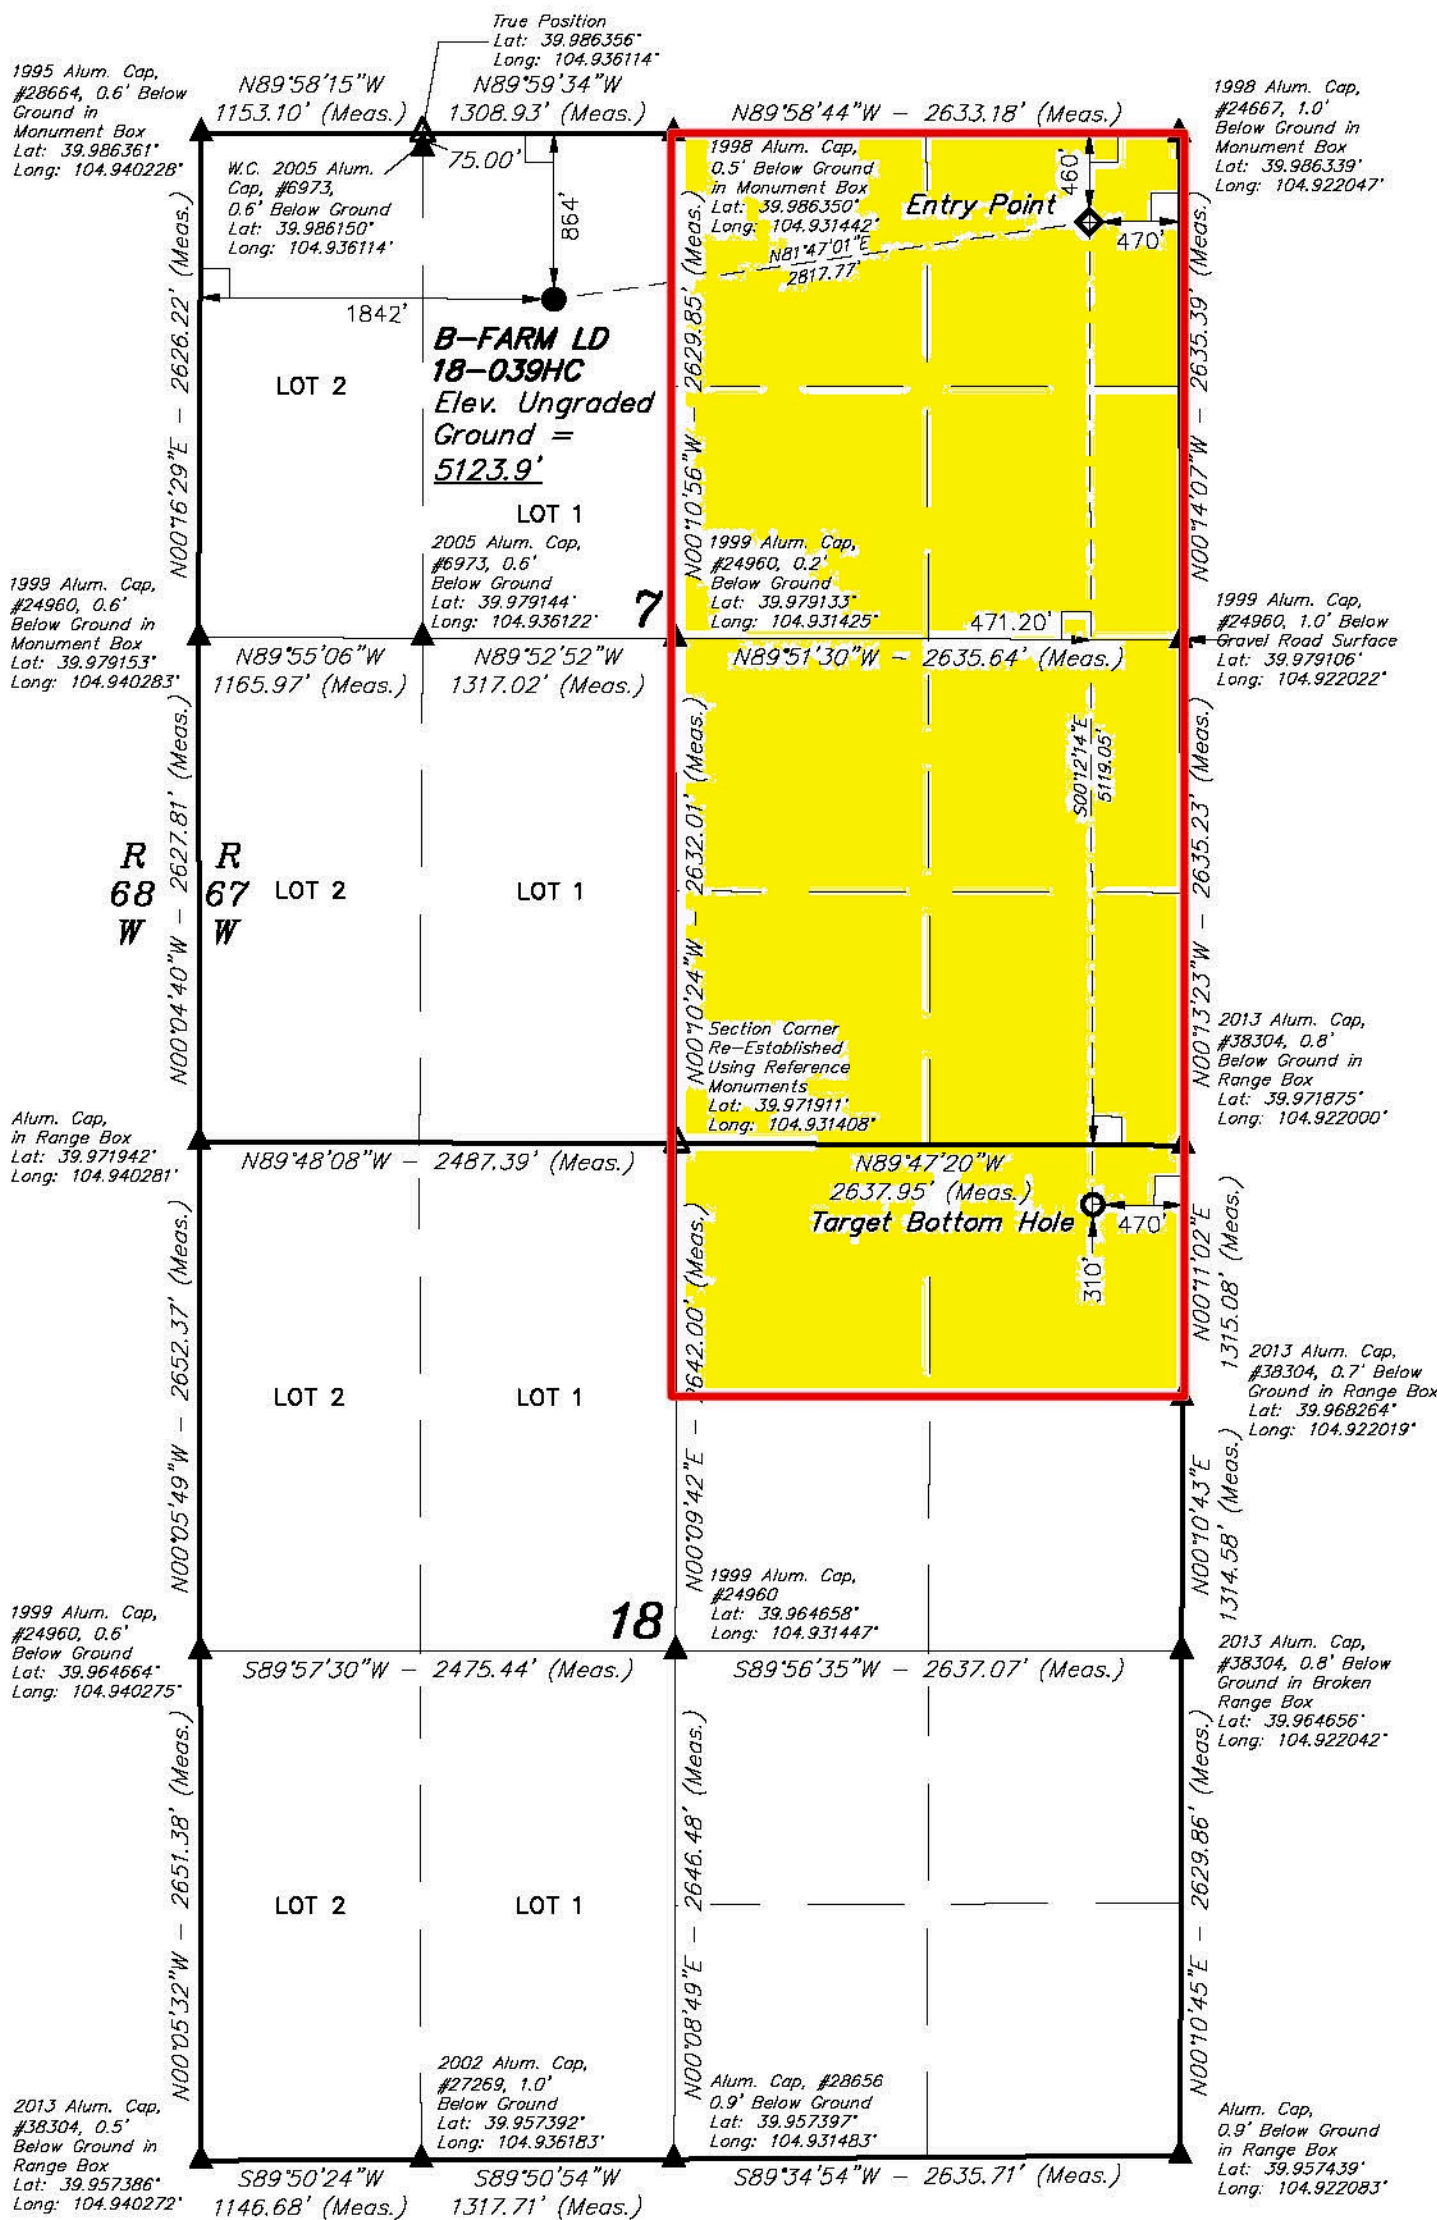 True Position
Lat: 39.986356°
Long: 104.936114°
1995 Alum. Cap,
#28664, 0.6' Below
Ground in
Monument Box
Lat: 39.986361°
Long: 104.940228°
N89°58'15"W
1153.10' (Meas.)
N89°59'34"W
1308.93' (Meas.)
N89°58'44"W - 2633.18' (Meas.)
1998 Alum. Cap,
#24667, 1.0'
Below Ground in
Monument Box
Lat: 39.986339°
Long: 104.922047°
W.C. 2005 Alum.
Cap, #6973,
0.6' Below Ground
Lat: 39.986150°
Long: 104.936114°
75.00'
864'
1998 Alum. Cap,
0.5' Below Ground
in Monument Box
Lat: 39.986350°
Long: 104.931442°
460'
Entry Point
470'
N81°47'01"E
2817.77'
1842'
B-FARM LD
18-039HC
Elev. Ungraded
Ground =
5123.9'
LOT 2
LOT 1
N00°16'29"E - 2626.22' (Meas.)
N00°10'56"W - 2629.85' (Meas.)
N00°14'07"W - 2635.39' (Meas.)
1999 Alum. Cap,
#24960, 0.6'
Below Ground in
Monument Box
Lat: 39.979153°
Long: 104.940283°
2005 Alum. Cap,
#6973, 0.6'
Below Ground
Lat: 39.979144°
Long: 104.936122°
7
1999 Alum. Cap,
#24960, 0.2'
Below Ground
Lat: 39.979133°
Long: 104.931425°
471.20'
1999 Alum. Cap,
#24960, 1.0' Below
Gravel Road Surface
Lat: 39.979106°
Long: 104.922022°
N89°55'06"W
1165.97' (Meas.)
N89°52'52"W
1317.02' (Meas.)
N89°51'30"W - 2635.64' (Meas.)
S00°12'14"E
5119.05'
N00°04'40"W - 2627.81' (Meas.)
N00°10'24"W - 2632.01' (Meas.)
N00°13'23"W - 2635.23' (Meas.)
R
68
W
R
67
W
LOT 2
LOT 1
Section Corner
Re-Established
Using Reference
Monuments
Lat: 39.971911°
Long: 104.931408°
2013 Alum. Cap,
#38304, 0.8'
Below Ground in
Range Box
Lat: 39.971875°
Long: 104.922000°
Alum. Cap,
in Range Box
Lat: 39.971942°
Long: 104.940281°
N89°48'08"W - 2487.39' (Meas.)
N89°47'20"W
2637.95' (Meas.)
Target Bottom Hole
470'
310'
N00°11'02"E
1315.08' (Meas.)
N00°05'49"W - 2652.37' (Meas.)
N00°09'42"E - 2642.00' (Meas.)
2013 Alum. Cap,
#38304, 0.7' Below
Ground in Range Box
Lat: 39.968264°
Long: 104.922019°
LOT 2
LOT 1
N00°10'43"E
1314.58' (Meas.)
1999 Alum. Cap,
#24960
Lat: 39.964658°
Long: 104.931447°
18
1999 Alum. Cap,
#24960, 0.6'
Below Ground
Lat: 39.964664°
Long: 104.940275°
S89°57'30"W - 2475.44' (Meas.)
S89°56'35"W - 2637.07' (Meas.)
2013 Alum. Cap,
#38304, 0.8' Below
Ground in Broken
Range Box
Lat: 39.964656°
Long: 104.922042°
N00°05'32"W - 2651.38' (Meas.)
N00°08'49"E - 2646.48' (Meas.)
N00°10'45"E - 2629.86' (Meas.)
LOT 2
LOT 1
2013 Alum. Cap,
#38304, 0.5'
Below Ground in
Range Box
Lat: 39.957386°
Long: 104.940272°
2002 Alum. Cap,
#27269, 1.0'
Below Ground
Lat: 39.957392°
Long: 104.936183°
Alum. Cap, #28656
0.9' Below Ground
Lat: 39.957397°
Long: 104.931483°
Alum. Cap,
0.9' Below Ground
in Range Box
Lat: 39.957439°
Long: 104.922083°
S89°50'24"W
1146.68' (Meas.)
S89°50'54"W
1317.71' (Meas.)
S89°34'54"W - 2635.71' (Meas.)